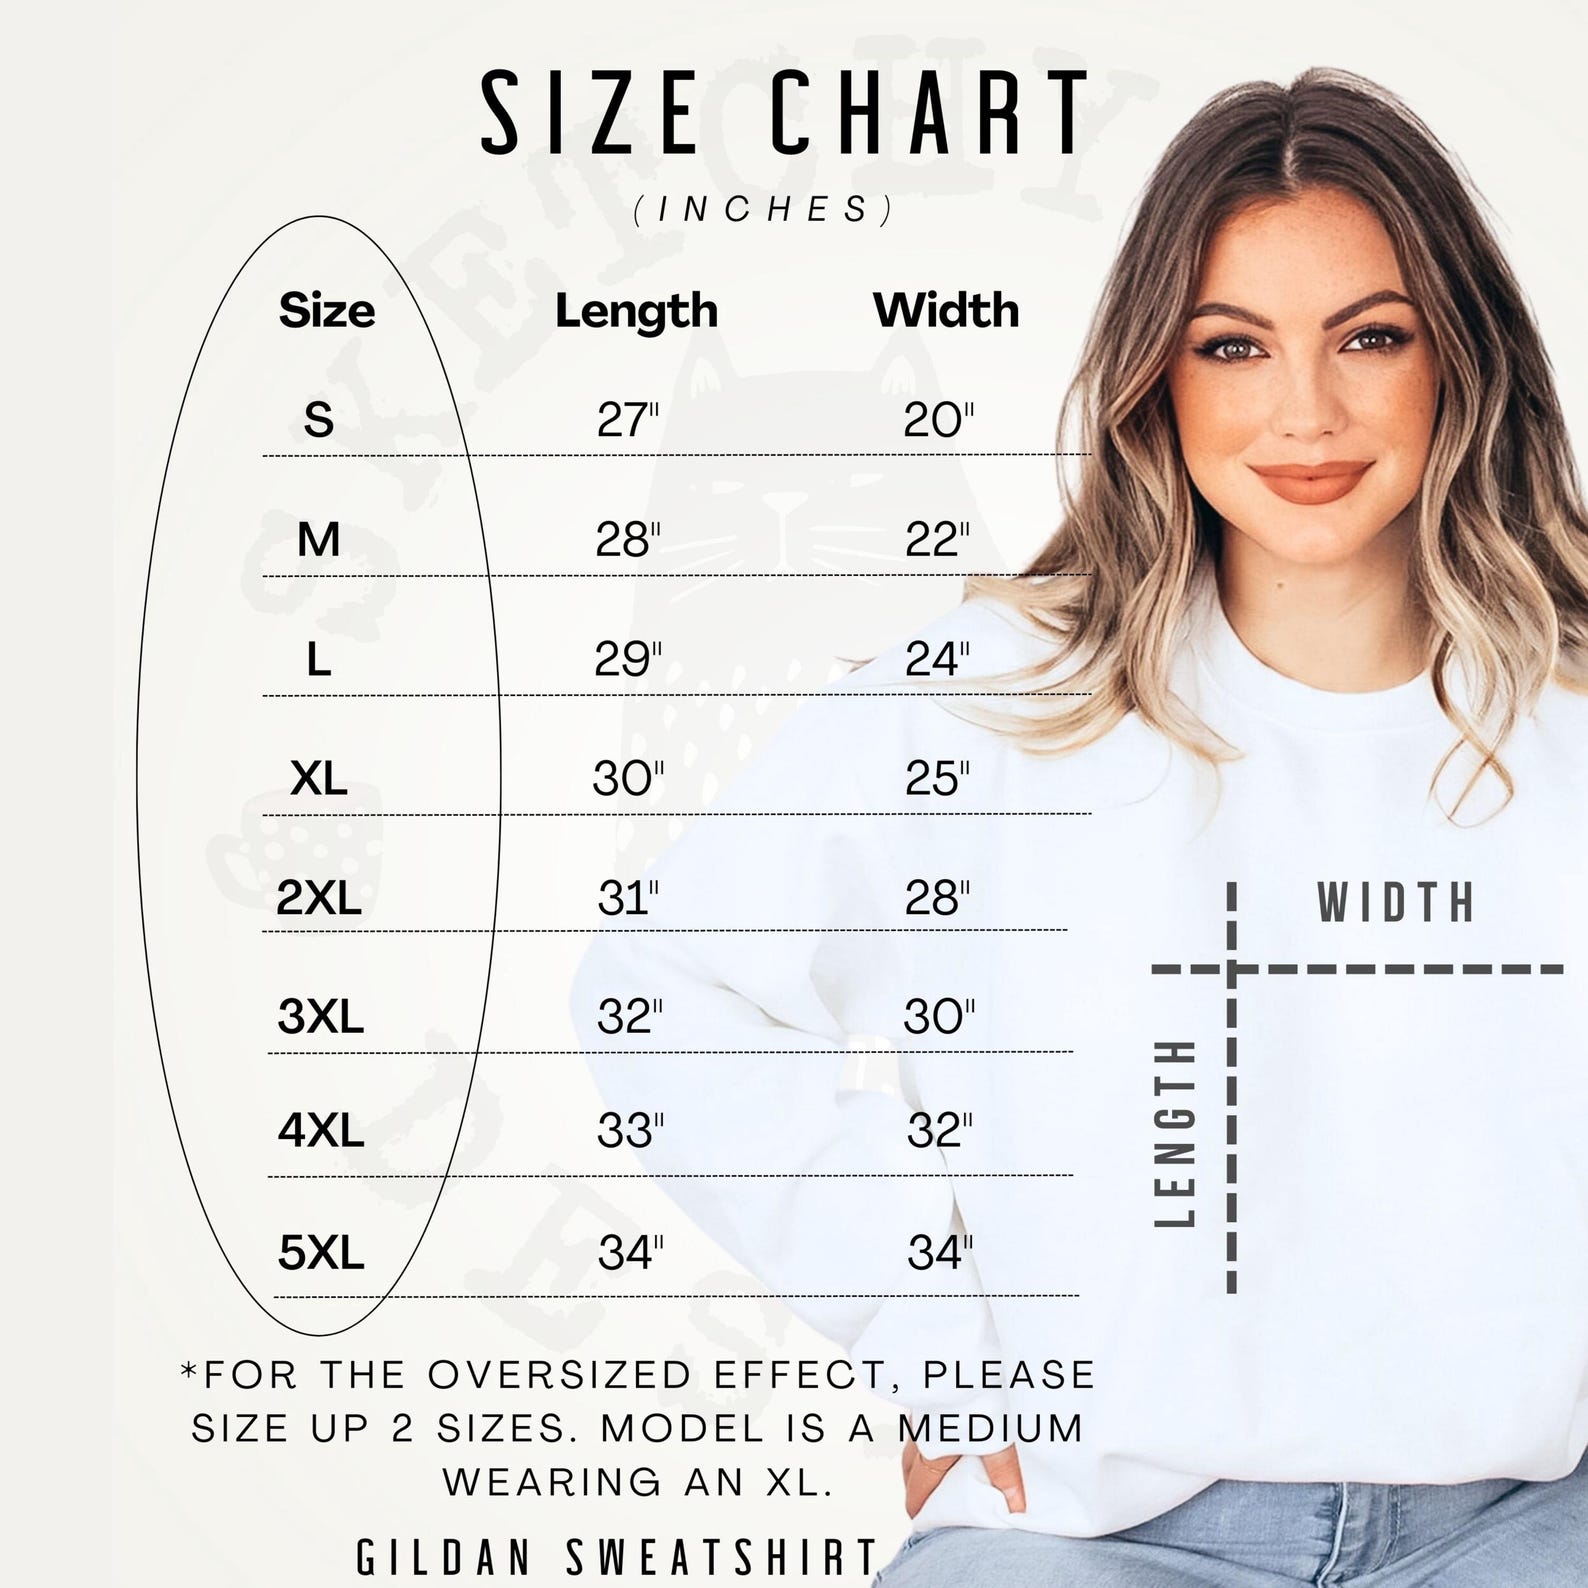 SIZE CHART
(INCHES)
Size Length Width
S 27" 20"
M 28" 22"
L 29" 24"
XL 30" 25"
2XL 31" 28"
3XL 32" 30"
4XL 33" 32"
5XL 34" 34"
WIDTH
LENGTH
*FOR THE OVERSIZED EFFECT, PLEASE
SIZE UP 2 SIZES. MODEL IS A MEDIUM
WEARING AN XL.
GILDAN SWEATSHIRT
SKETCHY
DES